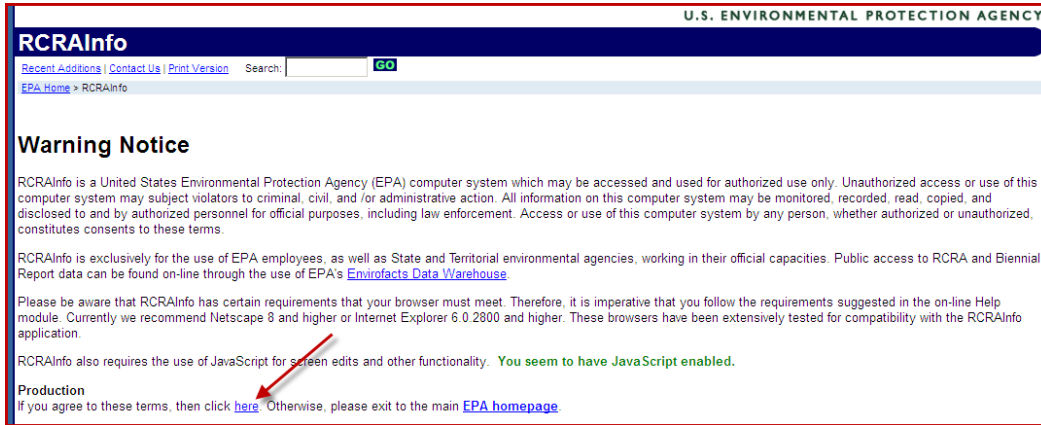 U.S. ENVIRONMENTAL PROTECTION AGENCY
RCRAInfo
Recent Additions | Contact Us | Print Version Search: GO
EPA Home > RCRAInfo
Warning Notice
RCRAInfo is a United States Environmental Protection Agency (EPA) computer system which may be accessed and used for authorized use only. Unauthorized access or use of this
computer system may subject violators to criminal, civil, and /or administrative action. All information on this computer system may be monitored, recorded, read, copied, and
disclosed to and by authorized personnel for official purposes, including law enforcement. Access or use of this computer system by any person, whether authorized or unauthorized,
constitutes consents to these terms.
RCRAInfo is exclusively for the use of EPA employees, as well as State and Territorial environmental agencies, working in their official capacities. Public access to RCRA and Biennial
Report data can be found on-line through the use of EPA's Envirofacts Data Warehouse.
Please be aware that RCRAInfo has certain requirements that your browser must meet. Therefore, it is imperative that you follow the requirements suggested in the on-line Help
module. Currently we recommend Netscape 8 and higher or Internet Explorer 6.0.2800 and higher. These browsers have been extensively tested for compatibility with the RCRAInfo
application.
RCRAInfo also requires the use of JavaScript for screen edits and other functionality. You seem to have JavaScript enabled.
Production
If you agree to these terms, then click here. Otherwise, please exit to the main EPA homepage.